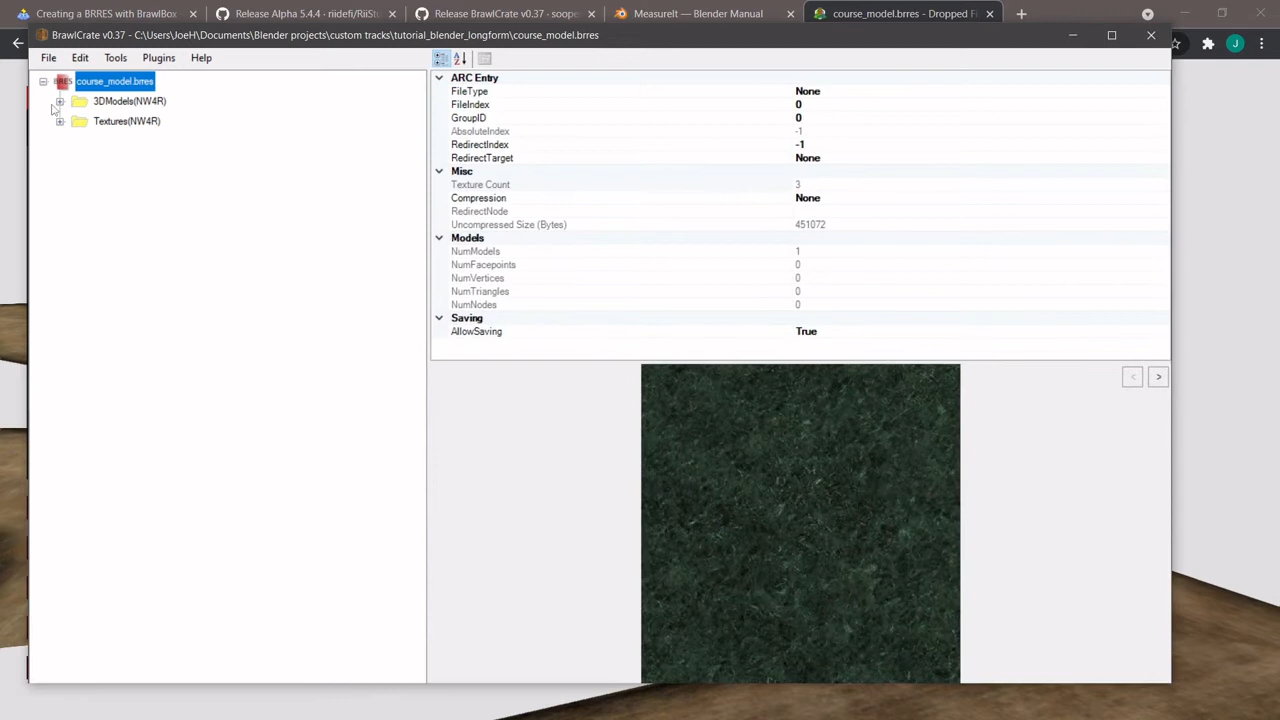 Creating a BRRES with BrawlBox
Release Alpha 5.4.4 - riidefi/RiiStu
Release BrawlCrate v0.37 - sooper
MeasureIt — Blender Manual
course_model.brres - Dropped Fi
BrawlCrate v0.37 - C:\Users\JoeH\Documents\Blender projects\custom tracks\tutorial_blender_longform\course_model.brres
J
File Edit Tools Plugins Help
BRES course_model.brres
3DModels(NW4R)
Textures(NW4R)
ARC Entry
FileType None
FileIndex 0
GroupID 0
AbsoluteIndex -1
RedirectIndex -1
RedirectTarget None
Misc
Texture Count 3
Compression None
RedirectNode
Uncompressed Size (Bytes) 451072
Models
NumModels 1
NumFacepoints 0
NumVertices 0
NumTriangles 0
NumNodes 0
Saving
AllowSaving True
< >